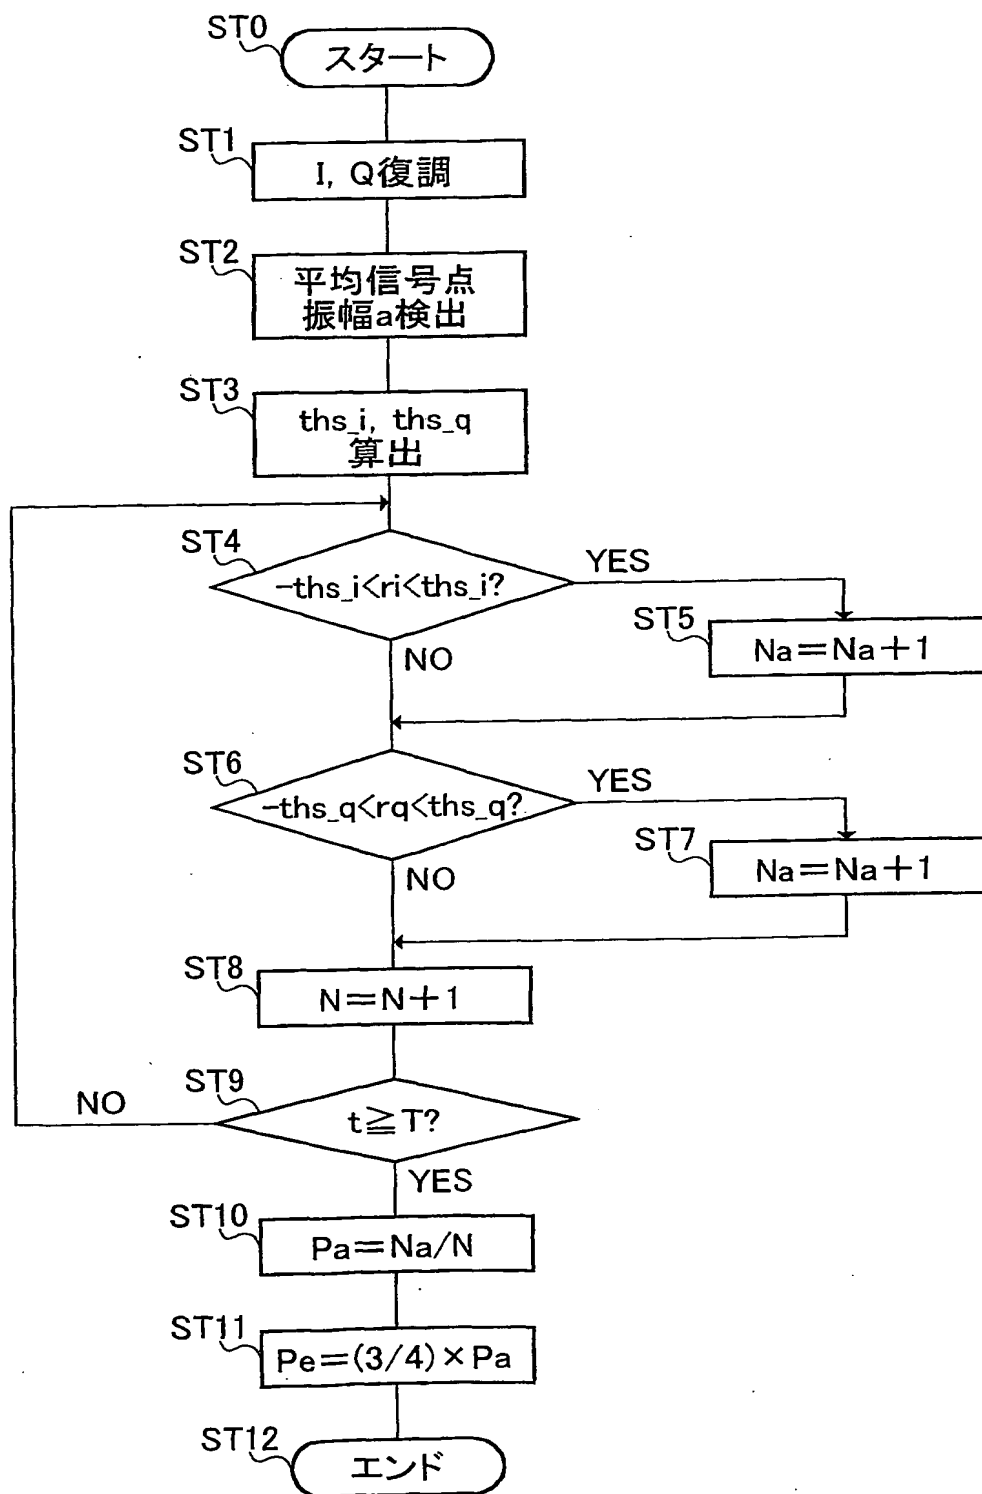 ST0
スタート
ST1
I, Q復調
ST2
平均信号点
振幅a検出
ST3
ths_i, ths_q
算出
ST4
-ths_i<ri<ths_i?
YES
NO
ST5
Na=Na+1
ST6
-ths_q<rq<ths_q?
YES
NO
ST7
Na=Na+1
ST8
N=N+1
ST9
t≧T?
NO
YES
ST10
Pa=Na/N
ST11
Pe=(3/4)×Pa
ST12
エンド